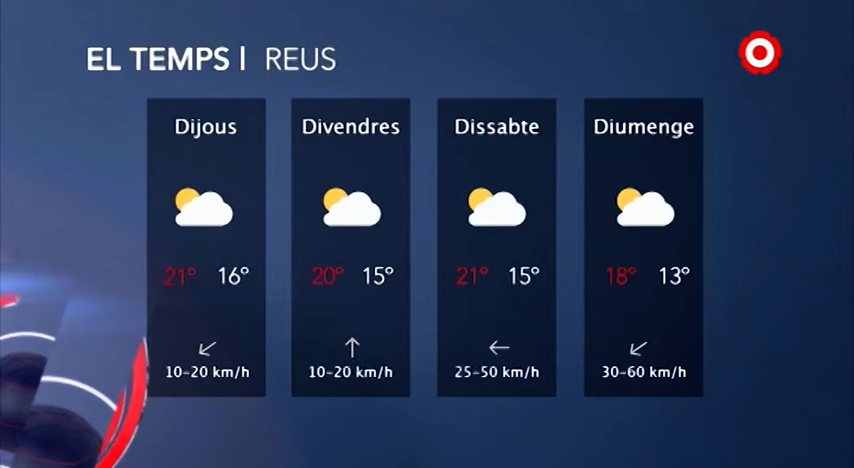 EL TEMPS | REUS
Dijous
21° 16°
10-20 km/h
Divendres
20° 15°
10-20 km/h
Dissabte
21° 15°
25-50 km/h
Diumenge
18° 13°
30-60 km/h